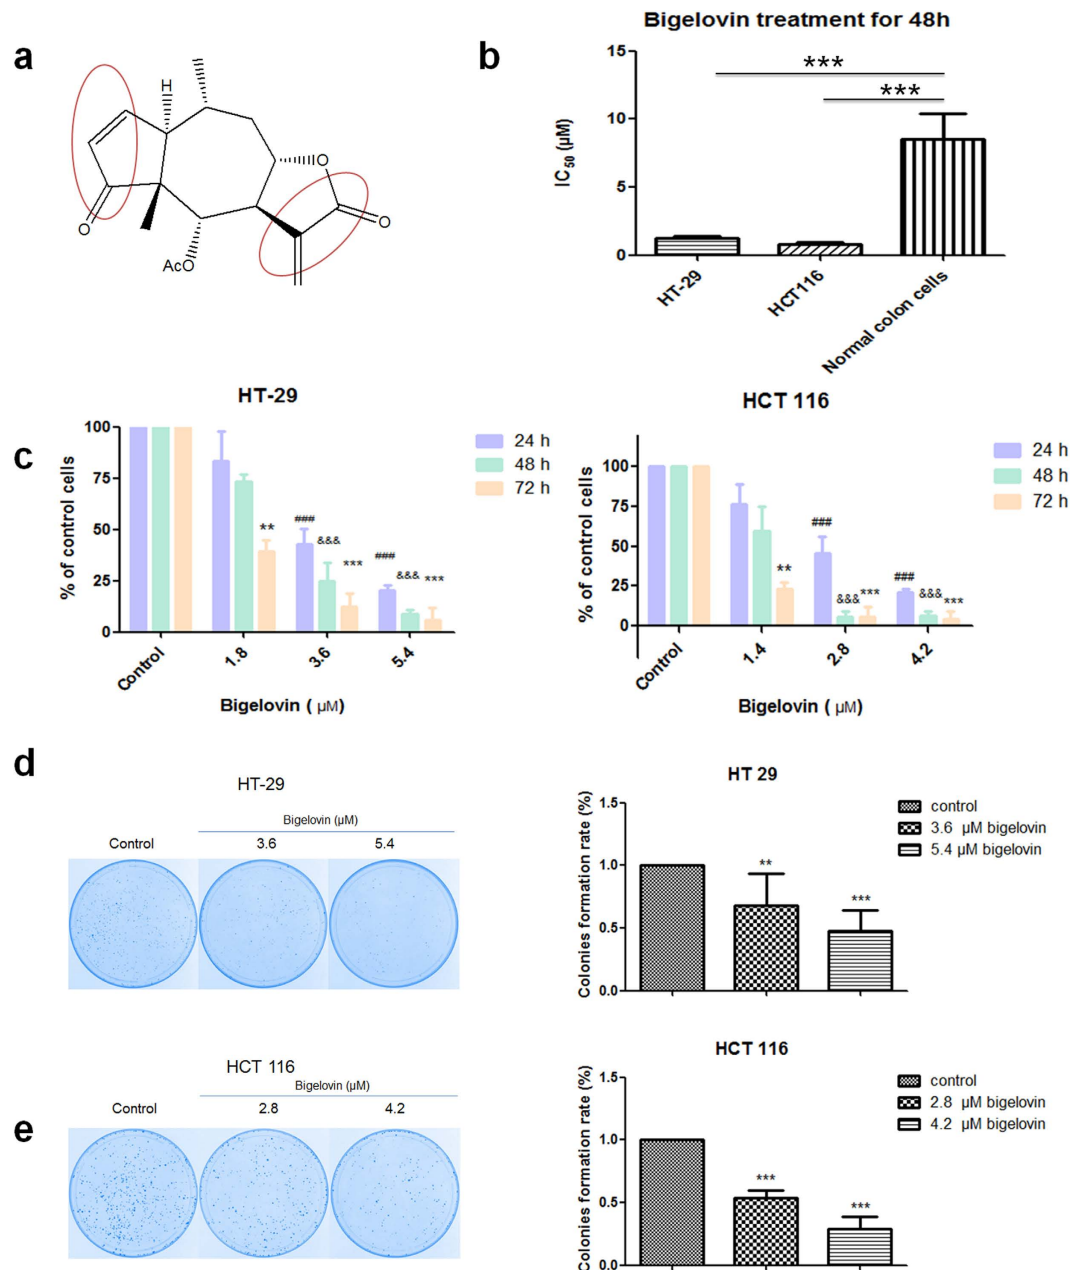 a
H
O
O
O
AcO
b
Bigelovin treatment for 48h
15
10
5
0
IC50 (µM)
***
***
HT-29
HCT116
Normal colon cells
c
HT-29
100
75
50
25
0
% of control cells
24 h
48 h
72 h
**
###
&&&
***
###
&&&
***
Control
1.8
3.6
5.4
Bigelovin ( µM)
HCT 116
100
75
50
25
0
% of control cells
24 h
48 h
72 h
**
###
&&&
***
###
&&&
***
Control
1.4
2.8
4.2
Bigelovin ( µM)
d
HT-29
Bigelovin (µM)
Control 3.6 5.4
HT 29
1.5
1.0
0.5
0.0
Colonies formation rate (%)
**
***
control
3.6 µM bigelovin
5.4 µM bigelovin
e
HCT 116
Bigelovin (µM)
Control 2.8 4.2
HCT 116
1.5
1.0
0.5
0.0
Colonies formation rate (%)
***
***
control
2.8 µM bigelovin
4.2 µM bigelovin